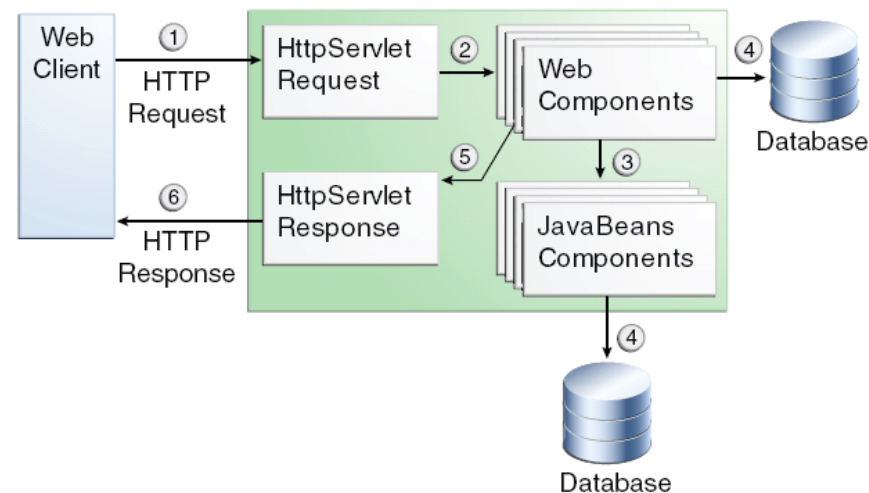 Web
Client
1
HTTP
Request
HttpServlet
Request
2
Web
Components
4
Database
3
5
HttpServlet
Response
6
HTTP
Response
JavaBeans
Components
4
Database